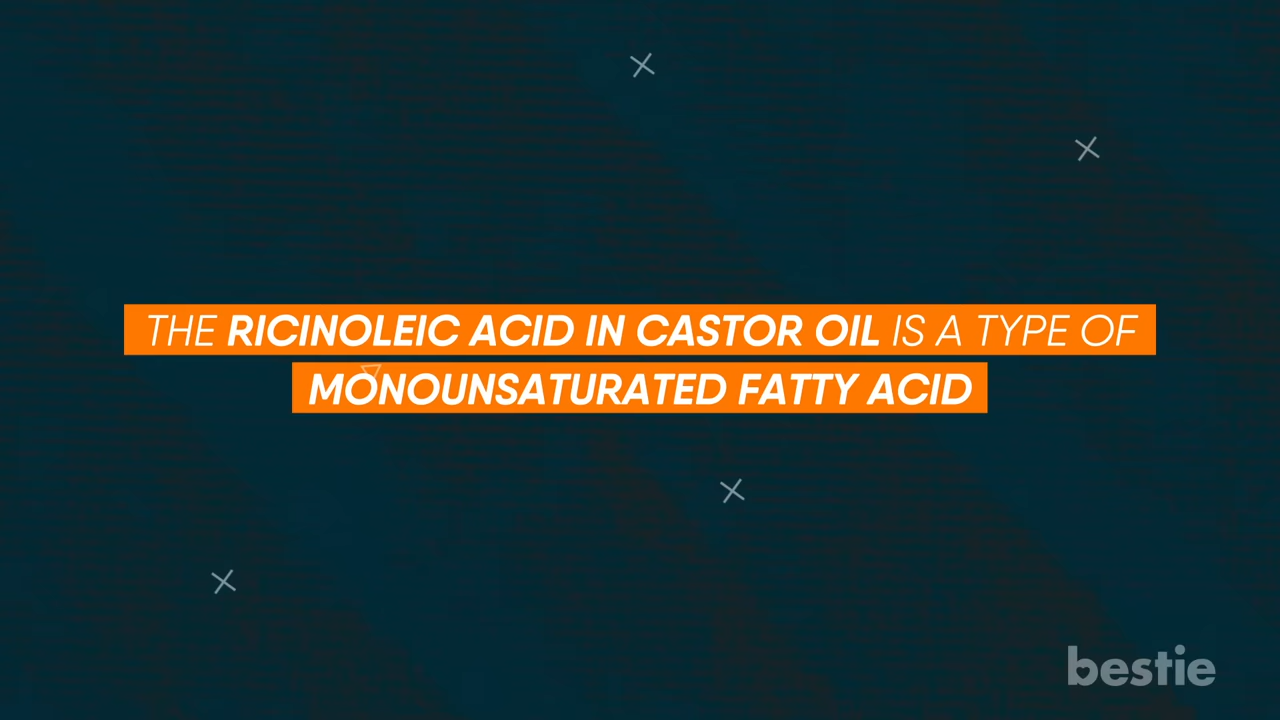 THE RICINOLEIC ACID IN CASTOR OIL IS A TYPE OF
MONOUNSATURATED FATTY ACID
bestie